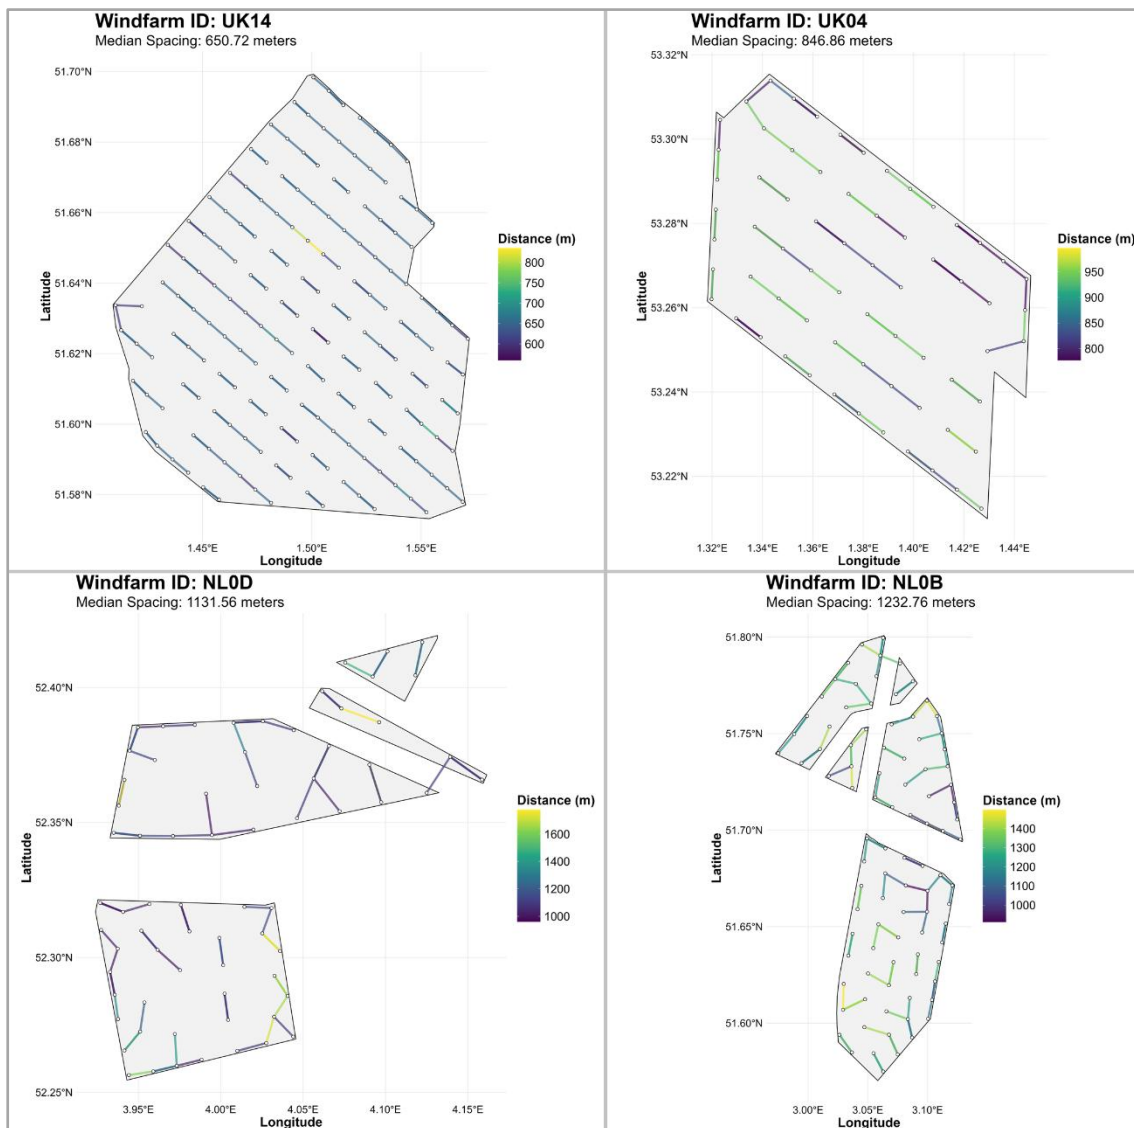 Windfarm ID: UK14
Median Spacing: 650.72 meters
51.70°N
51.68°N
51.66°N
51.64°N
51.62°N
51.60°N
51.58°N
Latitude
1.45°E 1.50°E 1.55°E
Longitude
Distance (m)
800
750
700
650
600
Windfarm ID: UK04
Median Spacing: 846.86 meters
53.32°N
53.30°N
53.28°N
53.26°N
53.24°N
53.22°N
Latitude
1.32°E 1.34°E 1.36°E 1.38°E 1.40°E 1.42°E 1.44°E
Longitude
Distance (m)
950
900
850
800
Windfarm ID: NL0D
Median Spacing: 1131.56 meters
52.40°N
52.35°N
52.30°N
52.25°N
Latitude
3.95°E 4.00°E 4.05°E 4.10°E 4.15°E
Longitude
Distance (m)
1600
1400
1200
1000
Windfarm ID: NL0B
Median Spacing: 1232.76 meters
51.80°N
51.75°N
51.70°N
51.65°N
51.60°N
Latitude
3.00°E 3.05°E 3.10°E
Longitude
Distance (m)
1400
1300
1200
1100
1000